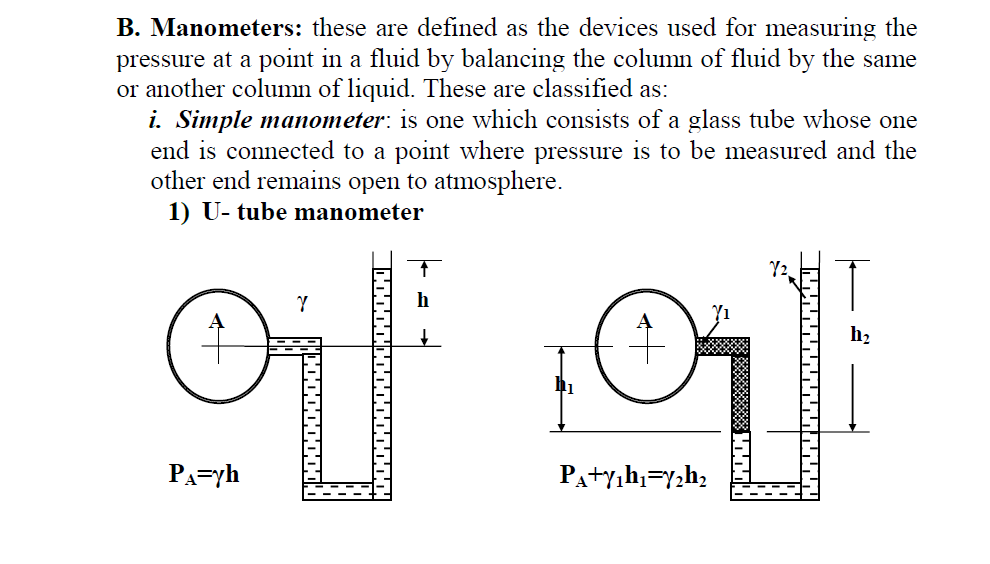 B. Manometers: these are defined as the devices used for measuring the
pressure at a point in a fluid by balancing the column of fluid by the same
or another column of liquid. These are classified as:
i. Simple manometer: is one which consists of a glass tube whose one
end is connected to a point where pressure is to be measured and the
other end remains open to atmosphere.
1) U- tube manometer
γ
A
h
γ₂
γ₁
A
h₂
h₁
P_A=γh
P_A+γ₁h₁=γ₂h₂